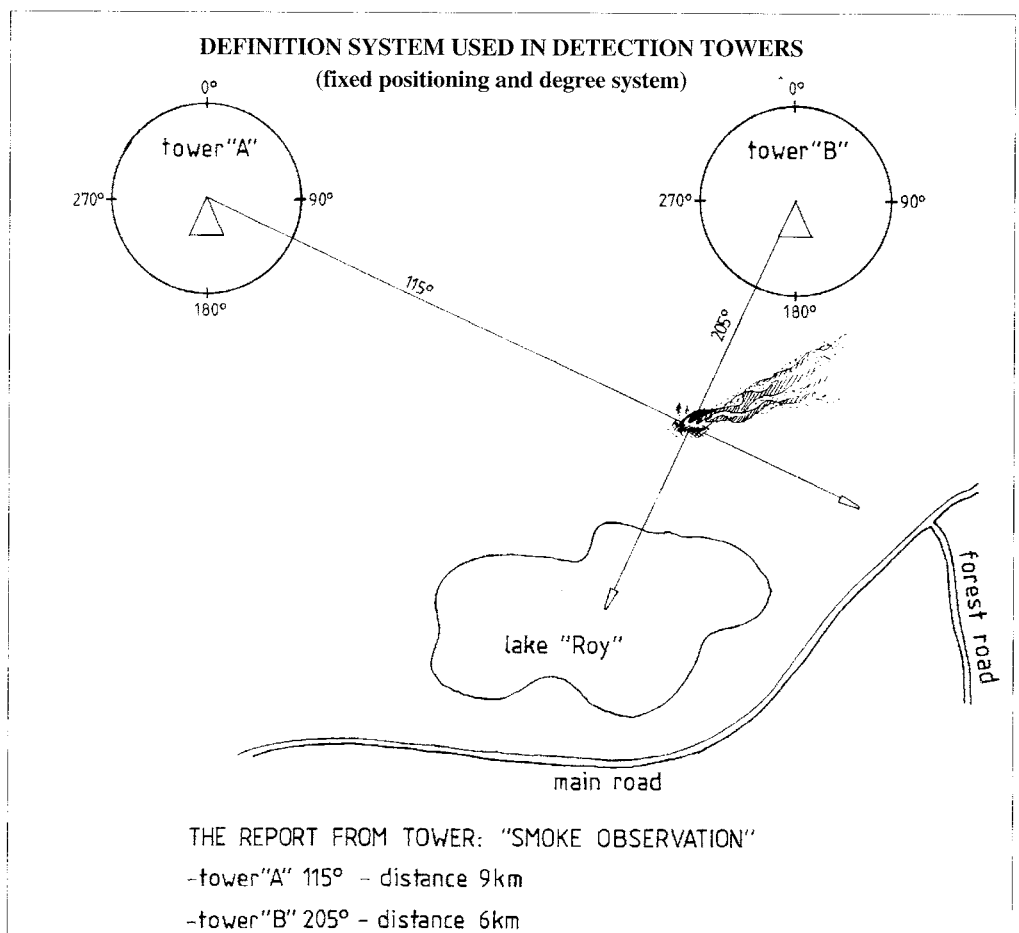 DEFINITION SYSTEM USED IN DETECTION TOWERS
(fixed positioning and degree system)
0°
tower"A"
270°
90°
180°
0°
tower"B"
270°
90°
180°
115°
205°
lake "Roy"
forest road
main road
THE REPORT FROM TOWER: "SMOKE OBSERVATION"
-tower"A" 115° - distance 9km
-tower"B" 205° - distance 6km